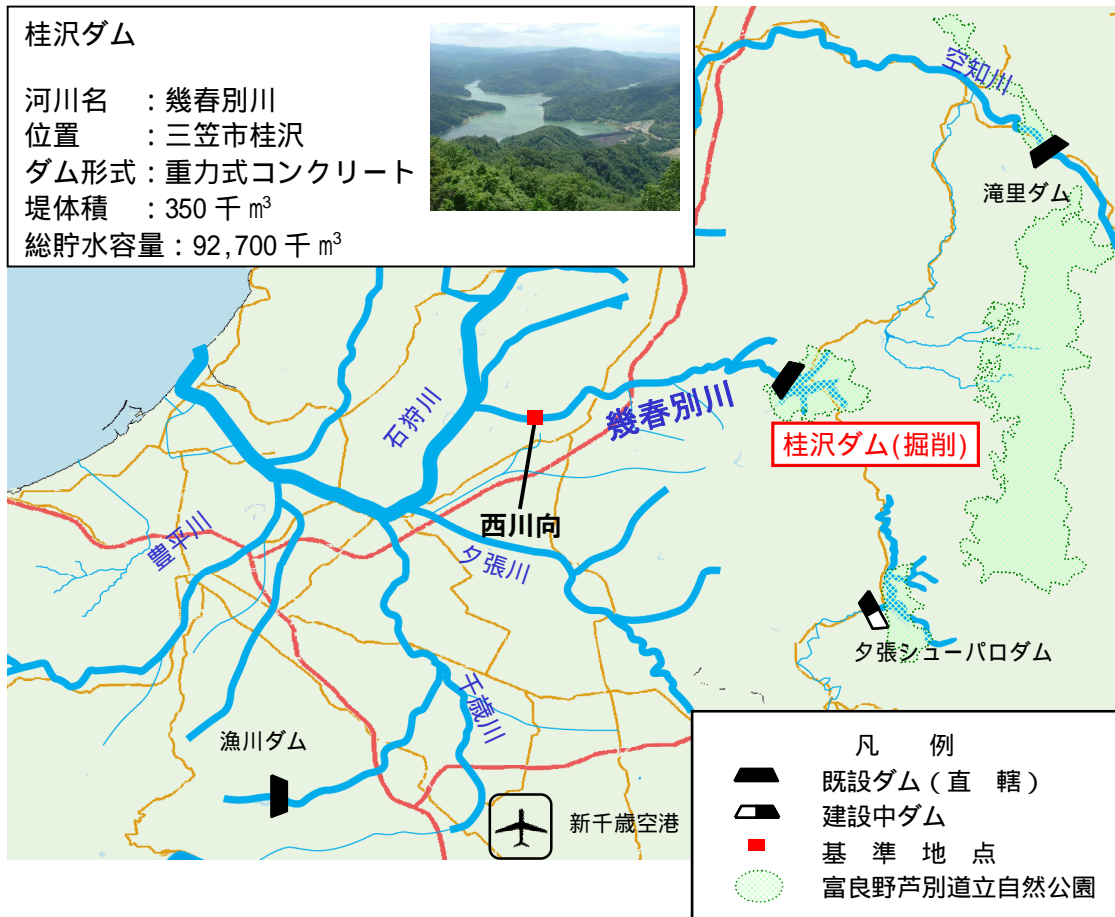 桂沢ダム
河川名　：幾春別川
位置　　：三笠市桂沢
ダム形式：重力式コンクリート
堤体積　：350千㎥
総貯水容量：92,700千㎥
空知川
滝里ダム
石狩川
幾春別川
桂沢ダム(掘削)
西川向
豊平川
夕張川
夕張シューパロダム
千歳川
漁川ダム
新千歳空港
凡　例
既設ダム（直　轄）
建設中ダム
基　準　地　点
富良野芦別道立自然公園